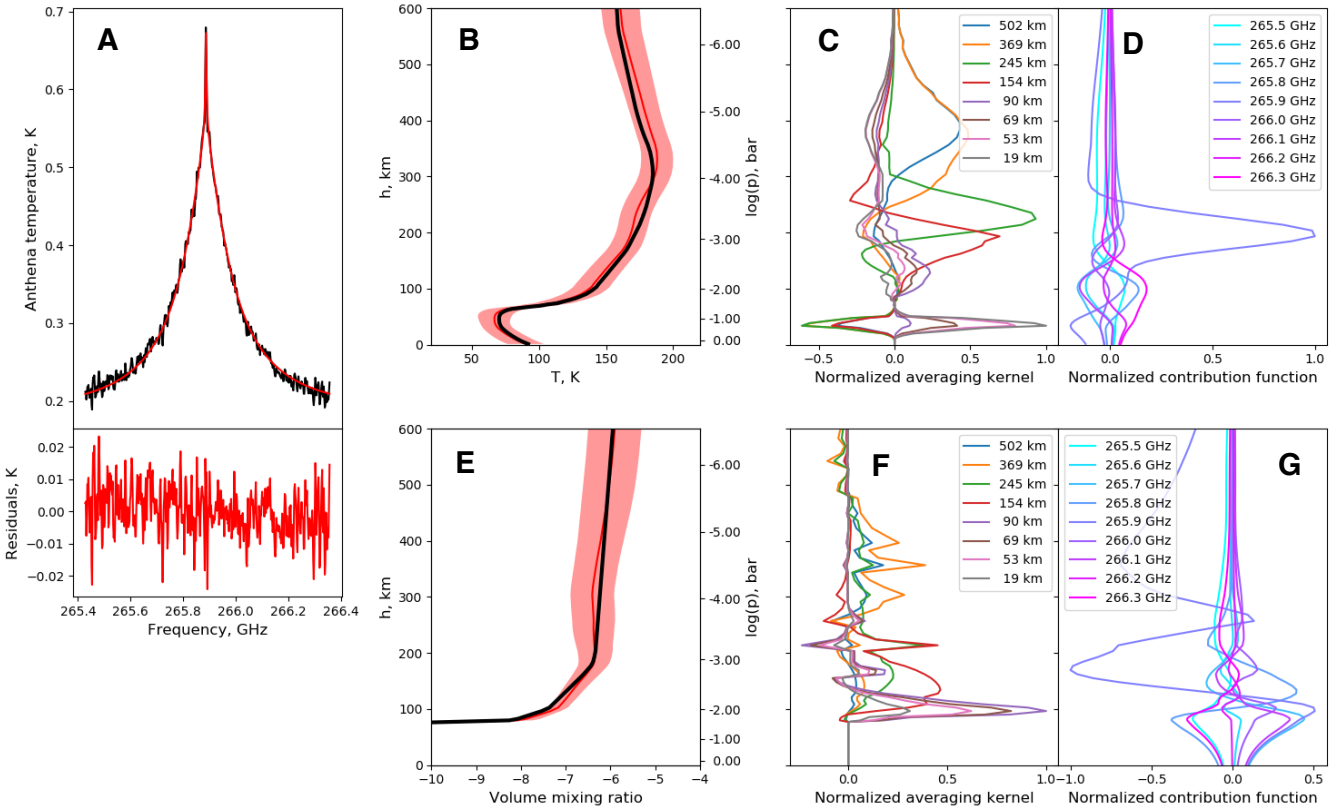 A
0.7
0.6
0.5
0.4
0.3
0.2
Anthena temperature, K
0.02
0.01
0.00
−0.01
−0.02
Residuals, K
265.4 265.6 265.8 266.0 266.2 266.4
Frequency, GHz
B
600
500
400
300
200
100
0
h, km
-6.00
-5.00
-4.00
-3.00
-2.00
-1.00
0.00
log(p), bar
50 100 150 200
T, K
C
502 km
369 km
245 km
154 km
90 km
69 km
53 km
19 km
−0.5 0.0 0.5 1.0
Normalized averaging kernel
D
265.5 GHz
265.6 GHz
265.7 GHz
265.8 GHz
265.9 GHz
266.0 GHz
266.1 GHz
266.2 GHz
266.3 GHz
0.0 0.5 1.0
Normalized contribution function
E
600
500
400
300
200
100
0
h, km
-6.00
-5.00
-4.00
-3.00
-2.00
-1.00
0.00
log(p), bar
−10 −9 −8 −7 −6 −5 −4
Volume mixing ratio
F
502 km
369 km
245 km
154 km
90 km
69 km
53 km
19 km
0.0 0.5 1.0
Normalized averaging kernel
G
265.5 GHz
265.6 GHz
265.7 GHz
265.8 GHz
265.9 GHz
266.0 GHz
266.1 GHz
266.2 GHz
266.3 GHz
−1.0 −0.5 0.0 0.5
Normalized contribution function